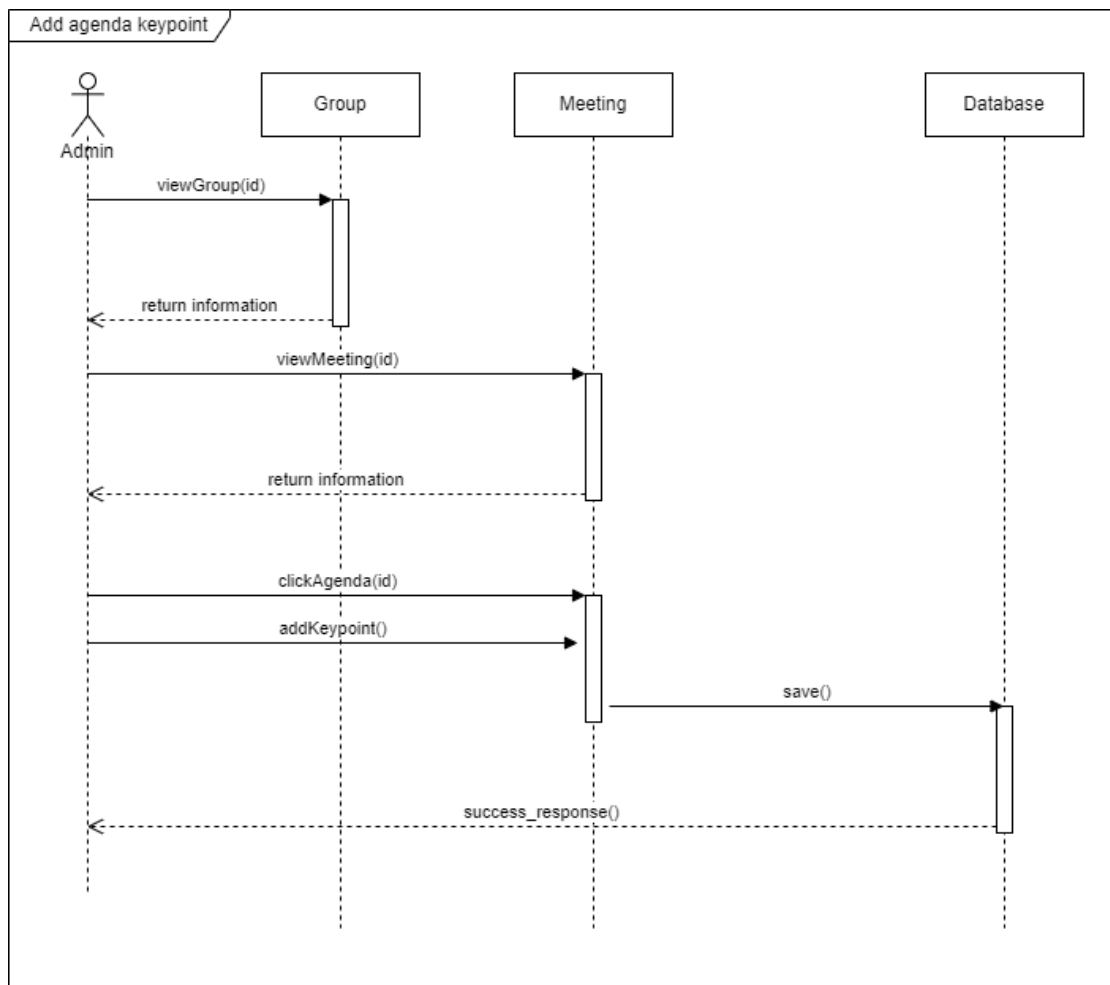 Add agenda keypoint
Group
Meeting
Database
Admin
viewGroup(id)
return information
viewMeeting(id)
return information
clickAgenda(id)
addKeypoint()
save()
success_response()